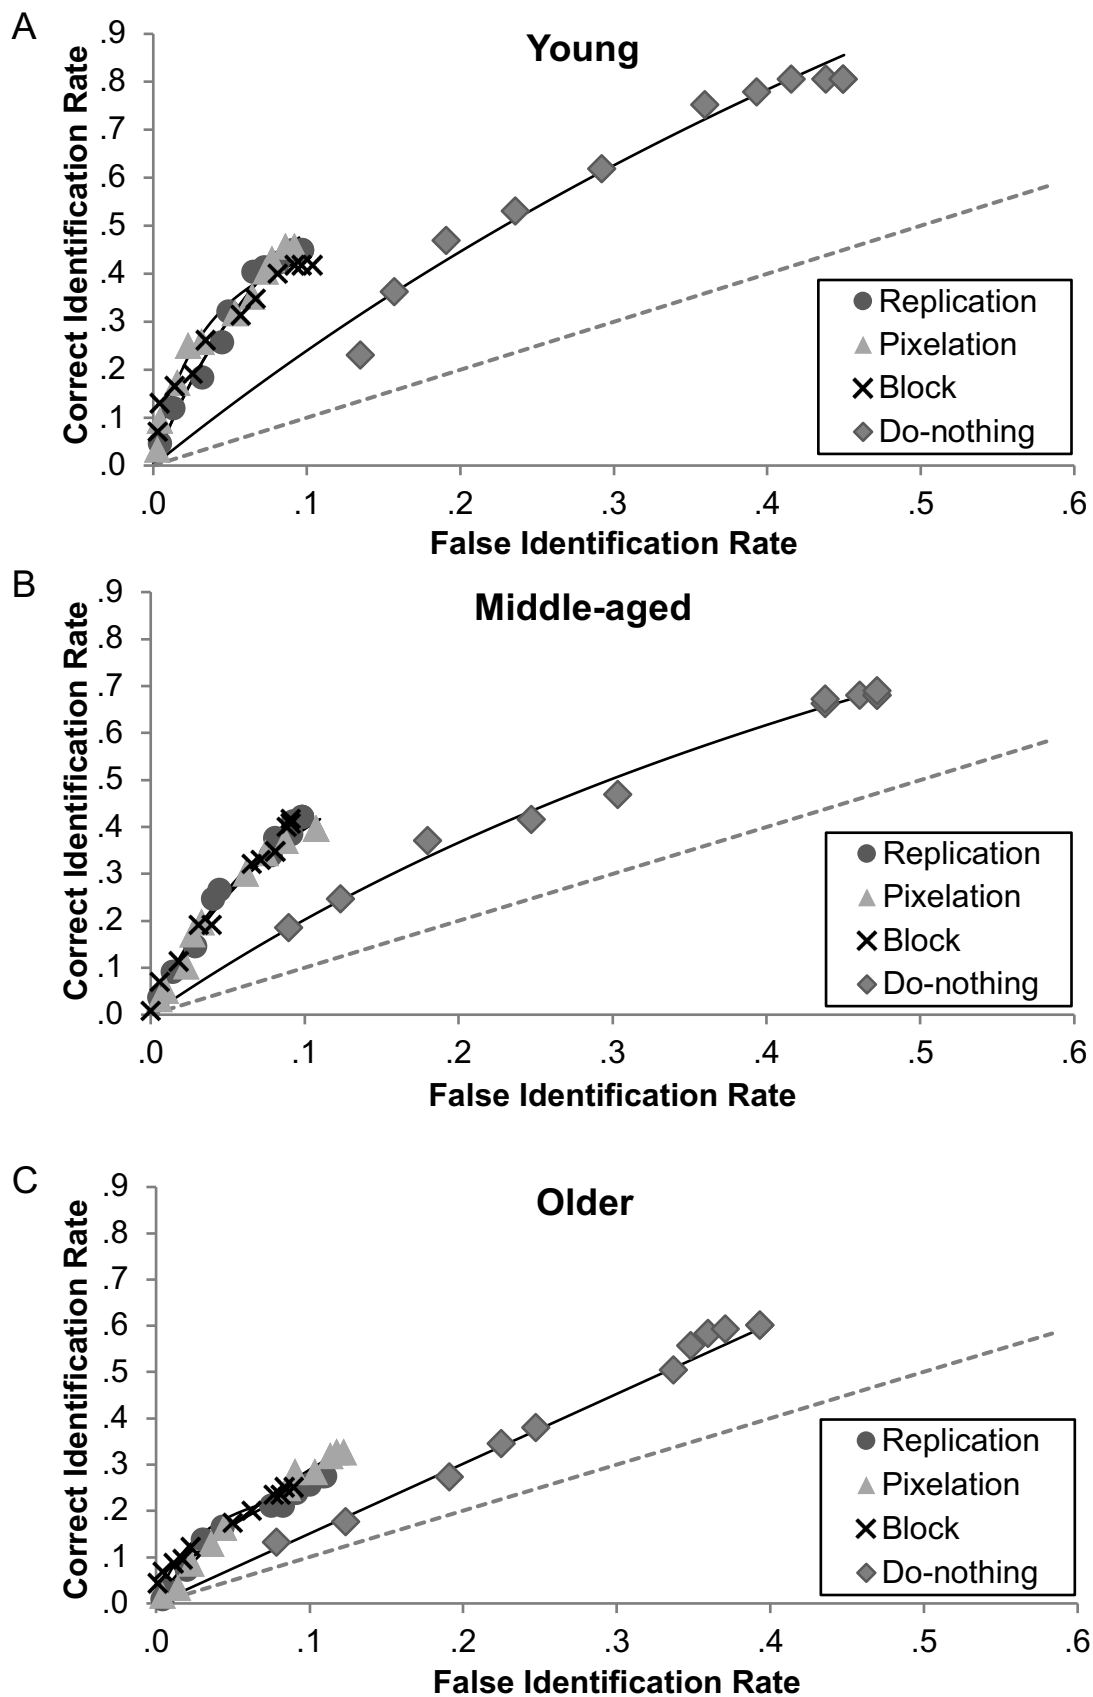 A
Young
Correct Identification Rate
.9
.8
.7
.6
.5
.4
.3
.2
.1
.0
Replication
Pixelation
Block
Do-nothing
.0 .1 .2 .3 .4 .5 .6
False Identification Rate
B
Middle-aged
Correct Identification Rate
.9
.8
.7
.6
.5
.4
.3
.2
.1
.0
Replication
Pixelation
Block
Do-nothing
.0 .1 .2 .3 .4 .5 .6
False Identification Rate
C
Older
Correct Identification Rate
.9
.8
.7
.6
.5
.4
.3
.2
.1
.0
Replication
Pixelation
Block
Do-nothing
.0 .1 .2 .3 .4 .5 .6
False Identification Rate